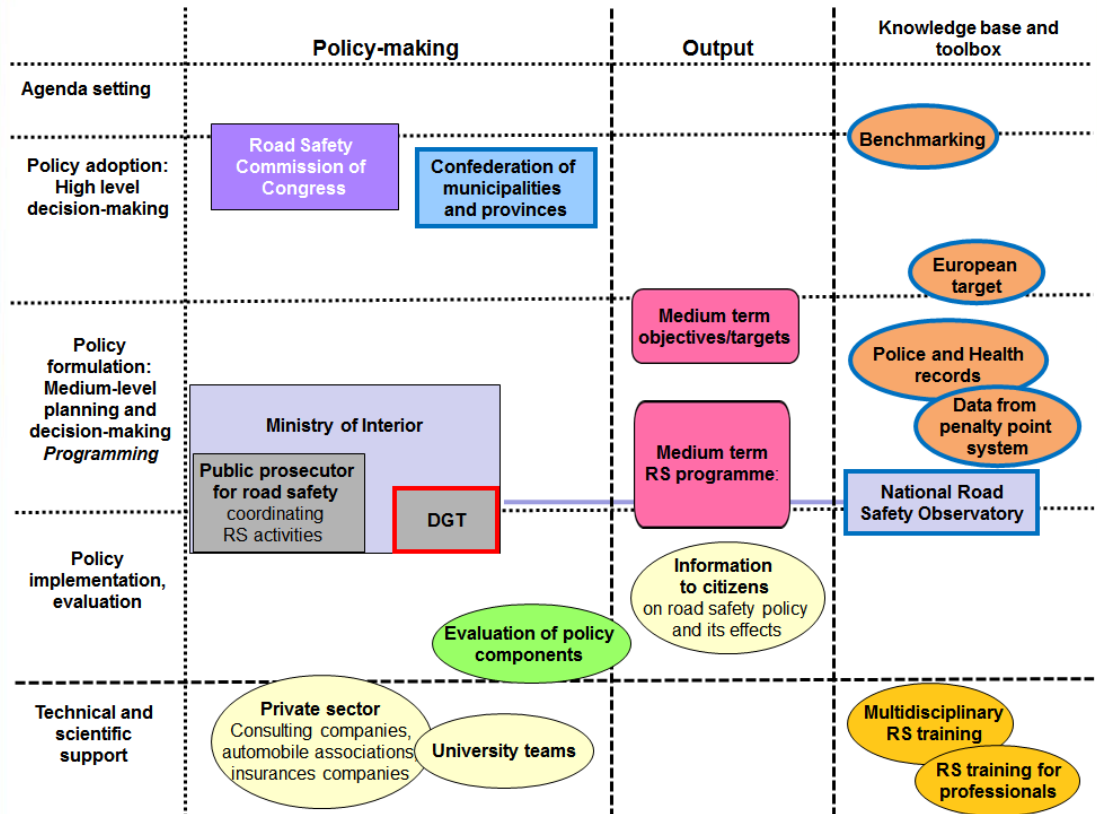 Policy-making
Output
Knowledge base and
toolbox
Agenda setting
Policy adoption:
High level
decision-making
Road Safety
Commission of
Congress
Confederation of
municipalities
and provinces
Benchmarking
European
target
Policy
formulation:
Medium-level
planning and
decision-making
Programming
Ministry of Interior
Public prosecutor
for road safety
coordinating
RS activities
DGT
Medium term
objectives/targets
Medium term
RS programme:
Police and Health
records
Data from
penalty point
system
National Road
Safety Observatory
Policy
implementation,
evaluation
Evaluation of policy
components
Information
to citizens
on road safety policy
and its effects
Technical and
scientific
support
Private sector
Consulting companies,
automobile associations,
insurances companies
University teams
Multidisciplinary
RS training
RS training for
professionals